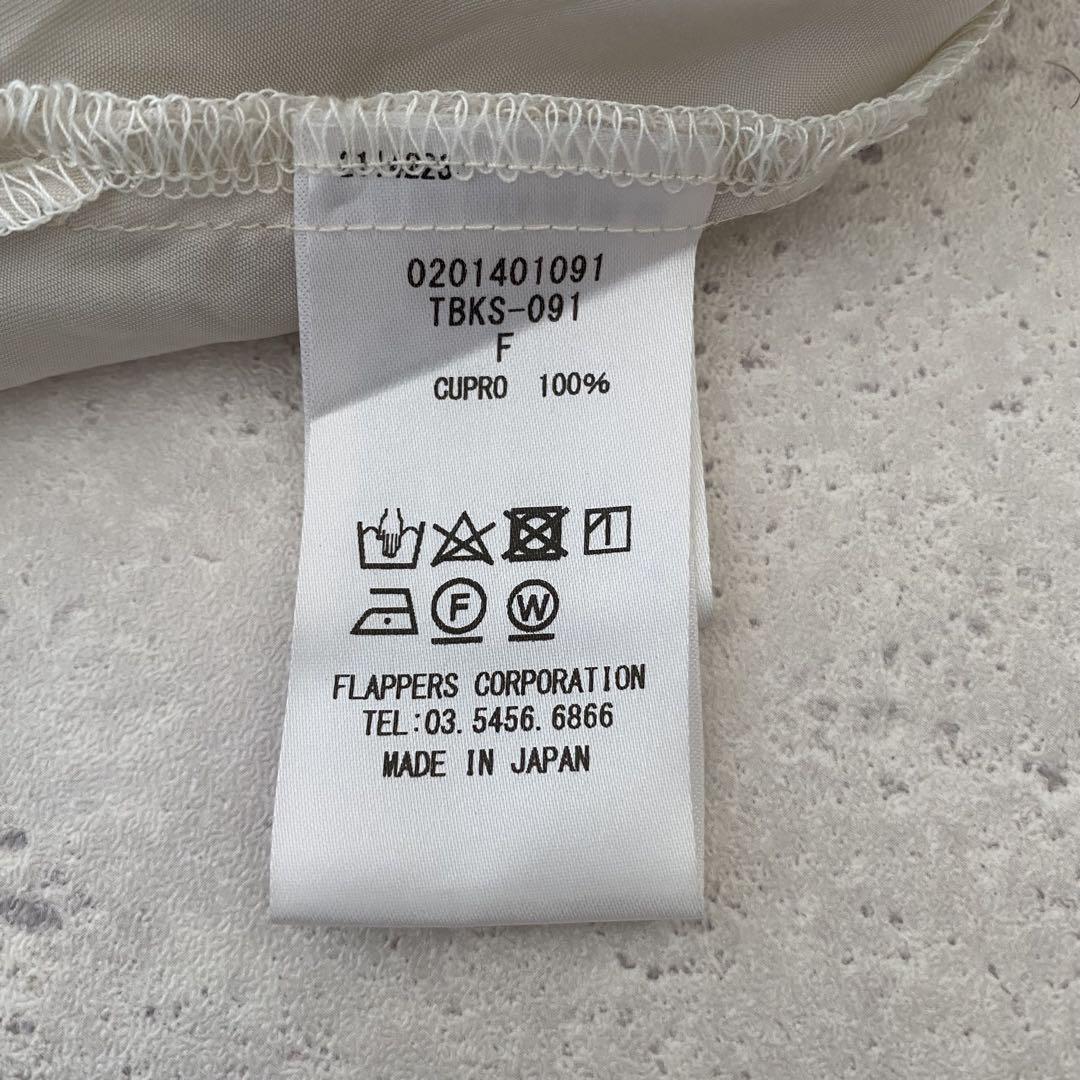 0201401091
TBKS-091
F
CUPRO 100%
F W
FLAPPERS CORPORATION
TEL:03.5456.6866
MADE IN JAPAN